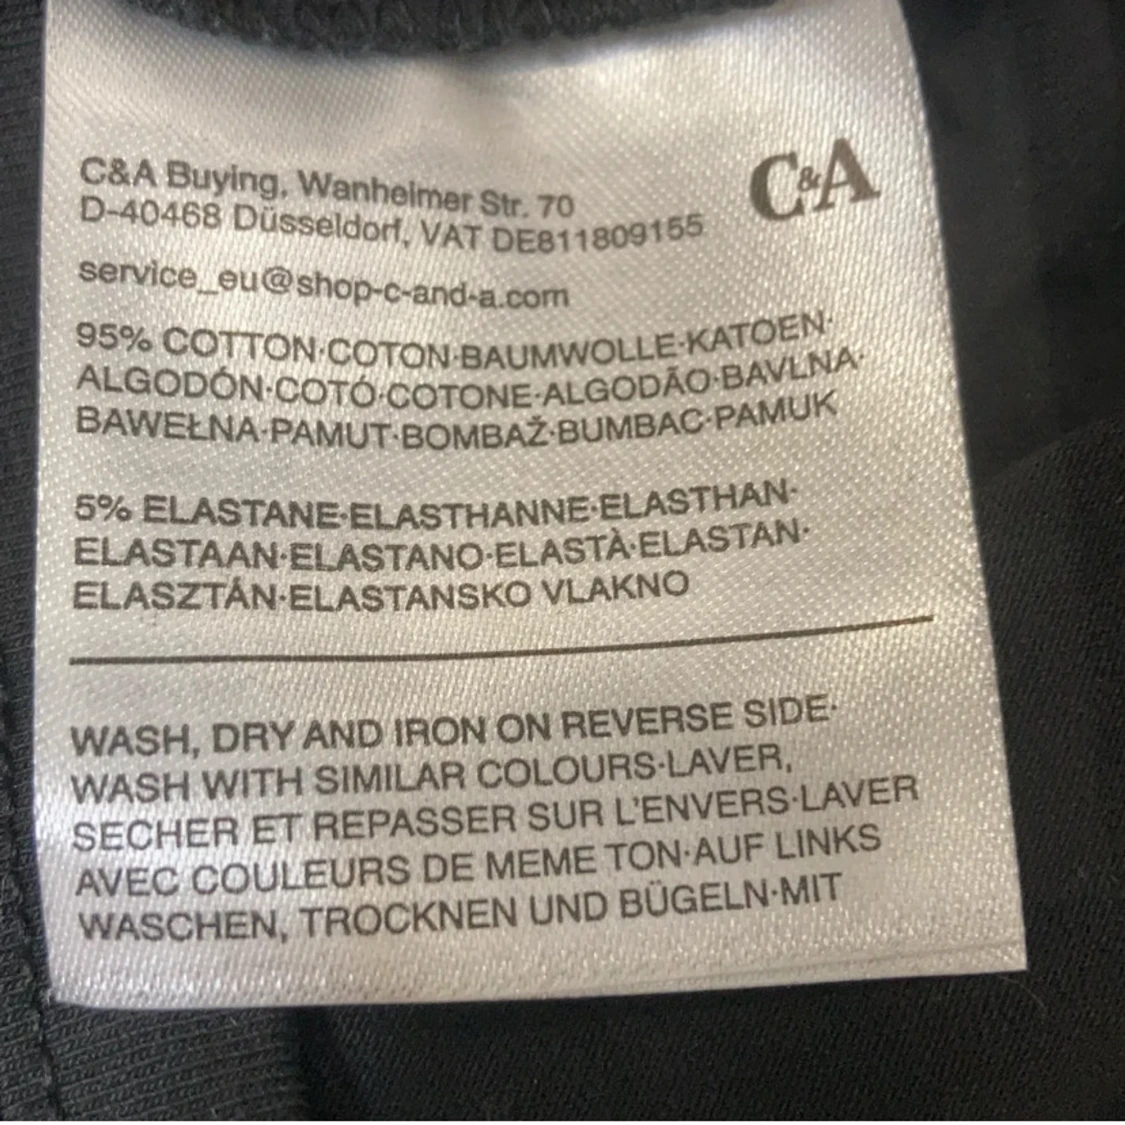 C&A Buying, Wanheimer Str. 70
D-40468 Düsseldorf, VAT DE811809155
C&A
service_eu@shop-c-and-a.com
95% COTTON·COTON·BAUMWOLLE·KATOEN·
ALGODÓN·COTÓ·COTONE·ALGODÃO·BAVLNA·
BAWEŁNA·PAMUT·BOMBAŽ·BUMBAC·PAMUK
5% ELASTANE·ELASTHANNE·ELASTHAN·
ELASTAAN·ELASTANO·ELASTÀ·ELASTAN·
ELASZTÁN·ELASTANSKO VLAKNO
WASH, DRY AND IRON ON REVERSE SIDE·
WASH WITH SIMILAR COLOURS·LAVER,
SECHER ET REPASSER SUR L'ENVERS·LAVER
AVEC COULEURS DE MEME TON·AUF LINKS
WASCHEN, TROCKNEN UND BÜGELN·MIT